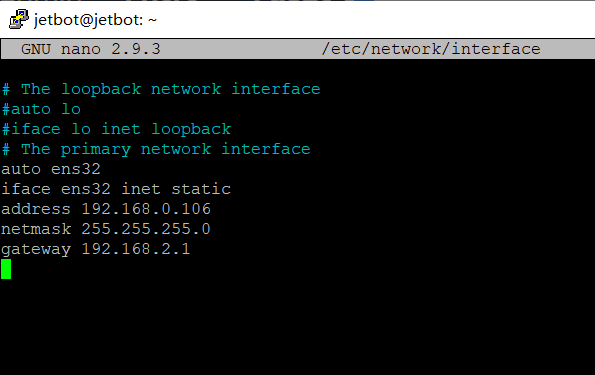 jetbot@jetbot: ~
GNU nano 2.9.3 /etc/network/interface
# The loopback network interface
#auto lo
#iface lo inet loopback
# The primary network interface
auto ens32
iface ens32 inet static
address 192.168.0.106
netmask 255.255.255.0
gateway 192.168.2.1